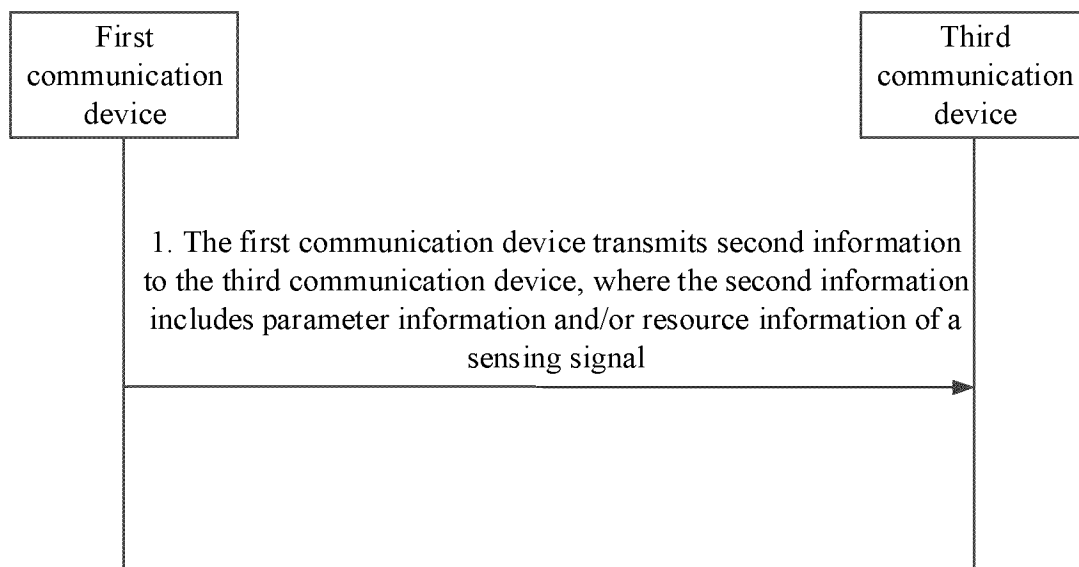 First
communication
device
Third
communication
device
1. The first communication device transmits second information
to the third communication device, where the second information
includes parameter information and/or resource information of a
sensing signal